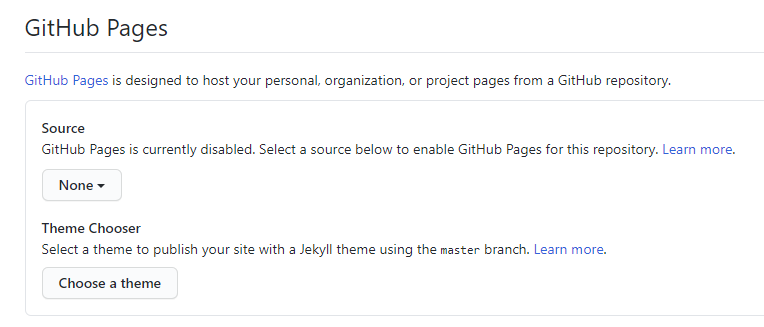 GitHub Pages
GitHub Pages is designed to host your personal, organization, or project pages from a GitHub repository.
Source
GitHub Pages is currently disabled. Select a source below to enable GitHub Pages for this repository. Learn more.
None
Theme Chooser
Select a theme to publish your site with a Jekyll theme using the master branch. Learn more.
Choose a theme